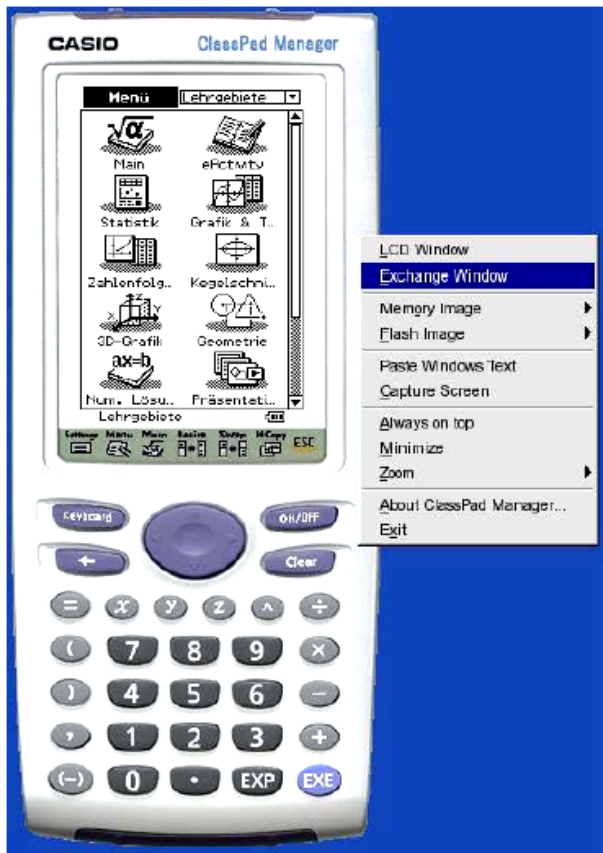 CASIO ClassPad Manager
Menü Lehrgebiete
√α
Main eActivity
Statistik Grafik & T..
Zahlenfolg.. Kegelschni..
z
x y
3D-Grafik Geometrie
ax=b
Num. Lösu.. Präsentati..
Lehrgebiete
ESC
Keyboard ON/OFF
Clear
= x y z ^ ÷
( 7 8 9 ×
) 4 5 6 −
, 1 2 3 +
(−) 0 . EXP EXE
LCD Window
Exchange Window
Memory Image
Flash Image
Paste Windows Text
Capture Screen
Always on top
Minimize
Zoom
About ClassPad Manager...
Exit